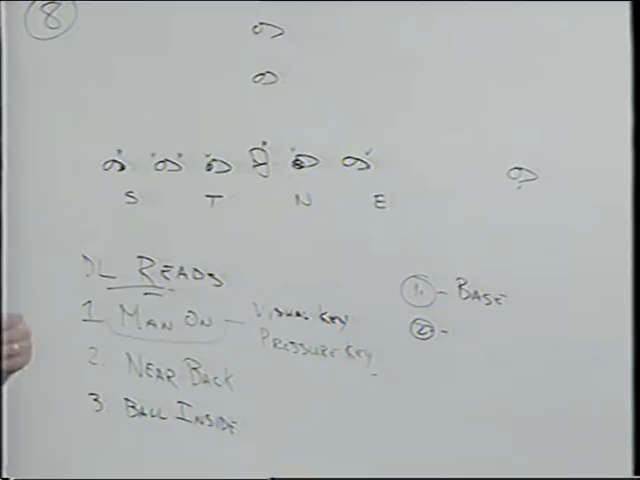 8
S T N E
DL READS
1 MAN ON - VISUAL KEY
PRESSURE KEY
2. NEAR BACK
3 BALL INSIDE
1. - BASE
2. -